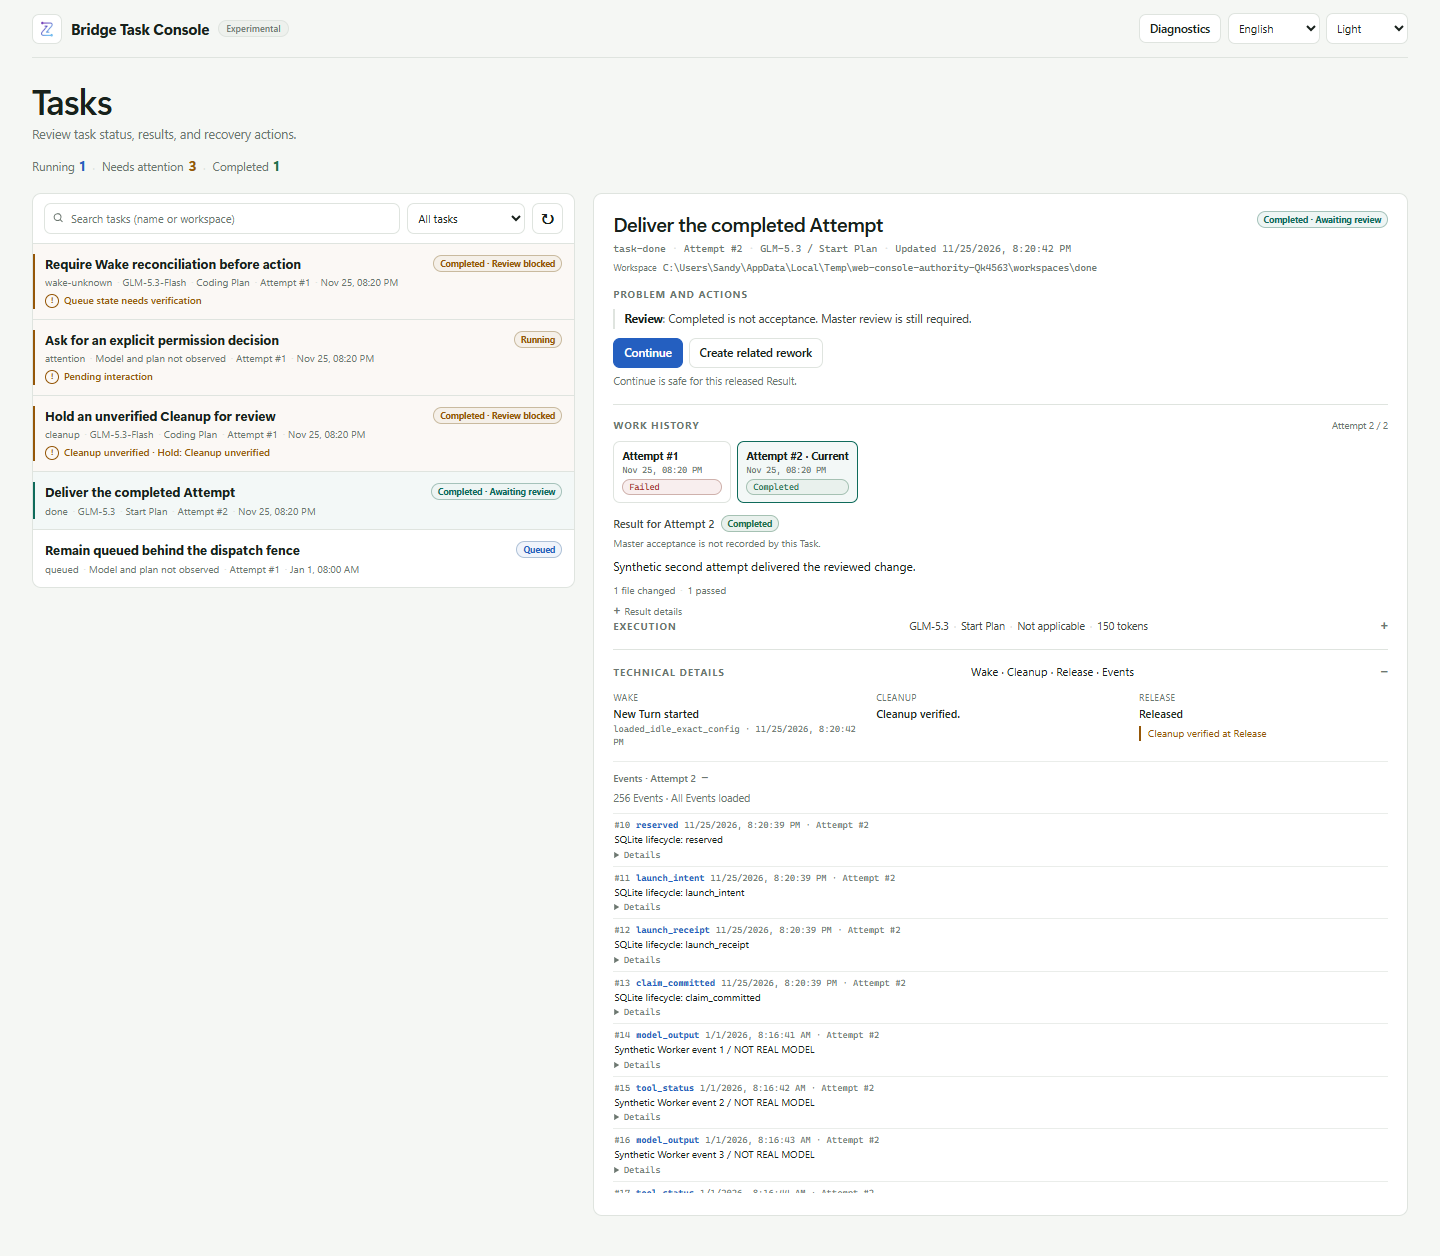 Bridge Task Console Experimental
Diagnostics English Light
Tasks
Review task status, results, and recovery actions.
Running 1 · Needs attention 3 · Completed 1
Search tasks (name or workspace) All tasks
Require Wake reconciliation before action Completed · Review blocked
wake-unknown · GLM-5.3-Flash · Coding Plan · Attempt #1 · Nov 25, 08:20 PM
! Queue state needs verification
Ask for an explicit permission decision Running
attention · Model and plan not observed · Attempt #1 · Nov 25, 08:20 PM
! Pending interaction
Hold an unverified Cleanup for review Completed · Review blocked
cleanup · GLM-5.3-Flash · Coding Plan · Attempt #1 · Nov 25, 08:20 PM
! Cleanup unverified · Hold: Cleanup unverified
Deliver the completed Attempt Completed · Awaiting review
done · GLM-5.3 · Start Plan · Attempt #2 · Nov 25, 08:20 PM
Remain queued behind the dispatch fence Queued
queued · Model and plan not observed · Attempt #1 · Jan 1, 08:00 AM
Deliver the completed Attempt Completed · Awaiting review
task-done · Attempt #2 · GLM-5.3 / Start Plan · Updated 11/25/2026, 8:20:42 PM
Workspace C:\Users\Sandy\AppData\Local\Temp\web-console-authority-Qk4563\workspaces\done
PROBLEM AND ACTIONS
Review: Completed is not acceptance. Master review is still required.
Continue Create related rework
Continue is safe for this released Result.
WORK HISTORY Attempt 2 / 2
Attempt #1
Nov 25, 08:20 PM
Failed
Attempt #2 · Current
Nov 25, 08:20 PM
Completed
Result for Attempt 2 Completed
Master acceptance is not recorded by this Task.
Synthetic second attempt delivered the reviewed change.
1 file changed · 1 passed
+ Result details
EXECUTION GLM-5.3 · Start Plan · Not applicable · 150 tokens +
TECHNICAL DETAILS Wake · Cleanup · Release · Events −
WAKE
New Turn started
loaded_idle_exact_config · 11/25/2026, 8:20:42
PM
CLEANUP
Cleanup verified.
RELEASE
Released
Cleanup verified at Release
Events · Attempt 2 −
256 Events · All Events loaded
#10 reserved 11/25/2026, 8:20:39 PM · Attempt #2
SQLite lifecycle: reserved
Details
#11 launch_intent 11/25/2026, 8:20:39 PM · Attempt #2
SQLite lifecycle: launch_intent
Details
#12 launch_receipt 11/25/2026, 8:20:39 PM · Attempt #2
SQLite lifecycle: launch_receipt
Details
#13 claim_committed 11/25/2026, 8:20:39 PM · Attempt #2
SQLite lifecycle: claim_committed
Details
#14 model_output 1/1/2026, 8:16:41 AM · Attempt #2
Synthetic Worker event 1 / NOT REAL MODEL
Details
#15 tool_status 1/1/2026, 8:16:42 AM · Attempt #2
Synthetic Worker event 2 / NOT REAL MODEL
Details
#16 model_output 1/1/2026, 8:16:43 AM · Attempt #2
Synthetic Worker event 3 / NOT REAL MODEL
Details
#17 tool_status 1/1/2026, 8:16:44 AM · Attempt #2